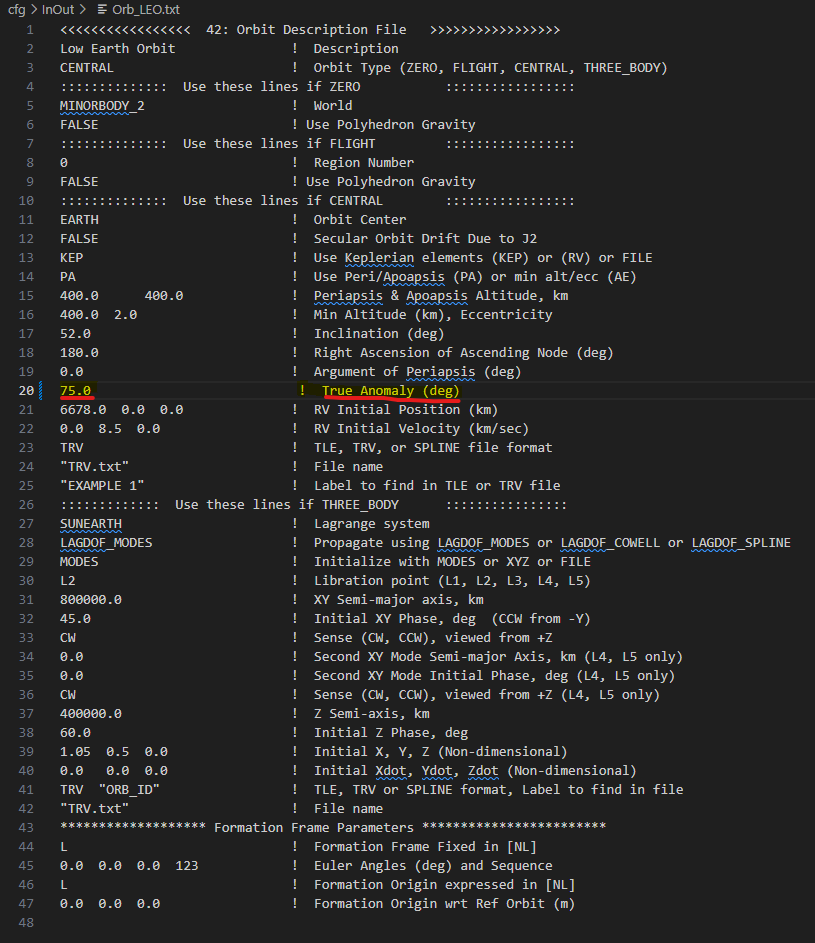 cfg > InOut > Orb_LEO.txt
1 <<<<<<<<<<<<<<<<< 42: Orbit Description File >>>>>>>>>>>>>>>>>
2 Low Earth Orbit ! Description
3 CENTRAL ! Orbit Type (ZERO, FLIGHT, CENTRAL, THREE_BODY)
4 :::::::::::::: Use these lines if ZERO :::::::::::::::::
5 MINORBODY_2 ! World
6 FALSE ! Use Polyhedron Gravity
7 :::::::::::::: Use these lines if FLIGHT :::::::::::::::::
8 0 ! Region Number
9 FALSE ! Use Polyhedron Gravity
10 :::::::::::::: Use these lines if CENTRAL :::::::::::::::::
11 EARTH ! Orbit Center
12 FALSE ! Secular Orbit Drift Due to J2
13 KEP ! Use Keplerian elements (KEP) or (RV) or FILE
14 PA ! Use Peri/Apoapsis (PA) or min alt/ecc (AE)
15 400.0 400.0 ! Periapsis & Apoapsis Altitude, km
16 400.0 2.0 ! Min Altitude (km), Eccentricity
17 52.0 ! Inclination (deg)
18 180.0 ! Right Ascension of Ascending Node (deg)
19 0.0 ! Argument of Periapsis (deg)
20 75.0 ! True Anomaly (deg)
21 6678.0 0.0 0.0 ! RV Initial Position (km)
22 0.0 8.5 0.0 ! RV Initial Velocity (km/sec)
23 TRV ! TLE, TRV, or SPLINE file format
24 "TRV.txt" ! File name
25 "EXAMPLE 1" ! Label to find in TLE or TRV file
26 ::::::::::::: Use these lines if THREE_BODY ::::::::::::::::
27 SUNEARTH ! Lagrange system
28 LAGDOF_MODES ! Propagate using LAGDOF_MODES or LAGDOF_COWELL or LAGDOF_SPLINE
29 MODES ! Initialize with MODES or XYZ or FILE
30 L2 ! Libration point (L1, L2, L3, L4, L5)
31 800000.0 ! XY Semi-major axis, km
32 45.0 ! Initial XY Phase, deg (CCW from -Y)
33 CW ! Sense (CW, CCW), viewed from +Z
34 0.0 ! Second XY Mode Semi-major Axis, km (L4, L5 only)
35 0.0 ! Second XY Mode Initial Phase, deg (L4, L5 only)
36 CW ! Sense (CW, CCW), viewed from +Z (L4, L5 only)
37 400000.0 ! Z Semi-axis, km
38 60.0 ! Initial Z Phase, deg
39 1.05 0.5 0.0 ! Initial X, Y, Z (Non-dimensional)
40 0.0 0.0 0.0 ! Initial Xdot, Ydot, Zdot (Non-dimensional)
41 TRV "ORB_ID" ! TLE, TRV or SPLINE format, Label to find in file
42 "TRV.txt" ! File name
43 ******************* Formation Frame Parameters ************************
44 L ! Formation Frame Fixed in [NL]
45 0.0 0.0 0.0 123 ! Euler Angles (deg) and Sequence
46 L ! Formation Origin expressed in [NL]
47 0.0 0.0 0.0 ! Formation Origin wrt Ref Orbit (m)
48